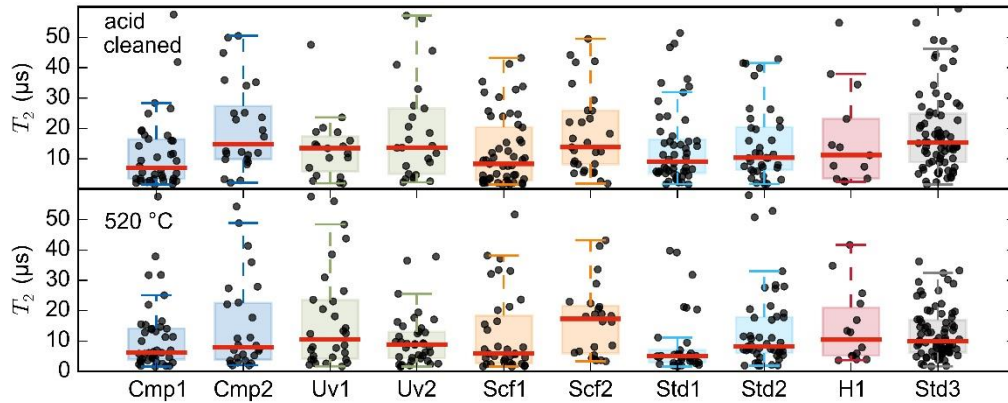 acid
cleaned
T₂ (µs)
50
40
30
20
10
520 °C
T₂ (µs)
50
40
30
20
10
0
Cmp1 Cmp2 Uv1 Uv2 Scf1 Scf2 Std1 Std2 H1 Std3